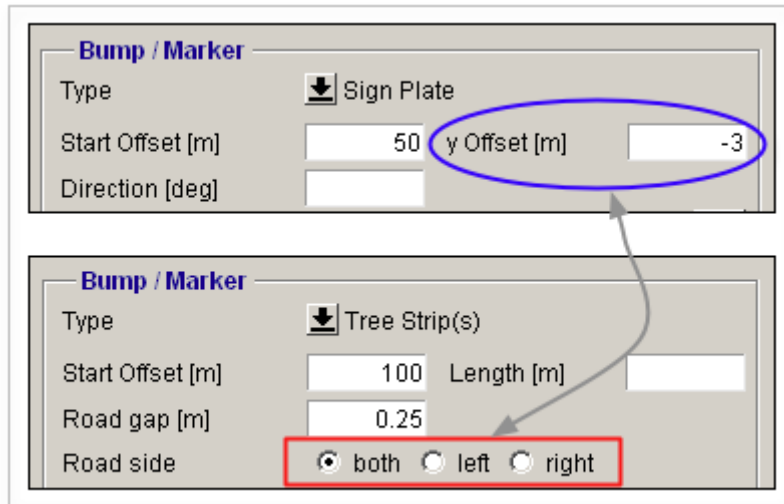 Bump / Marker
Type Sign Plate
Start Offset [m] 50 y Offset [m] -3
Direction [deg]
Bump / Marker
Type Tree Strip(s)
Start Offset [m] 100 Length [m]
Road gap [m] 0.25
Road side both left right